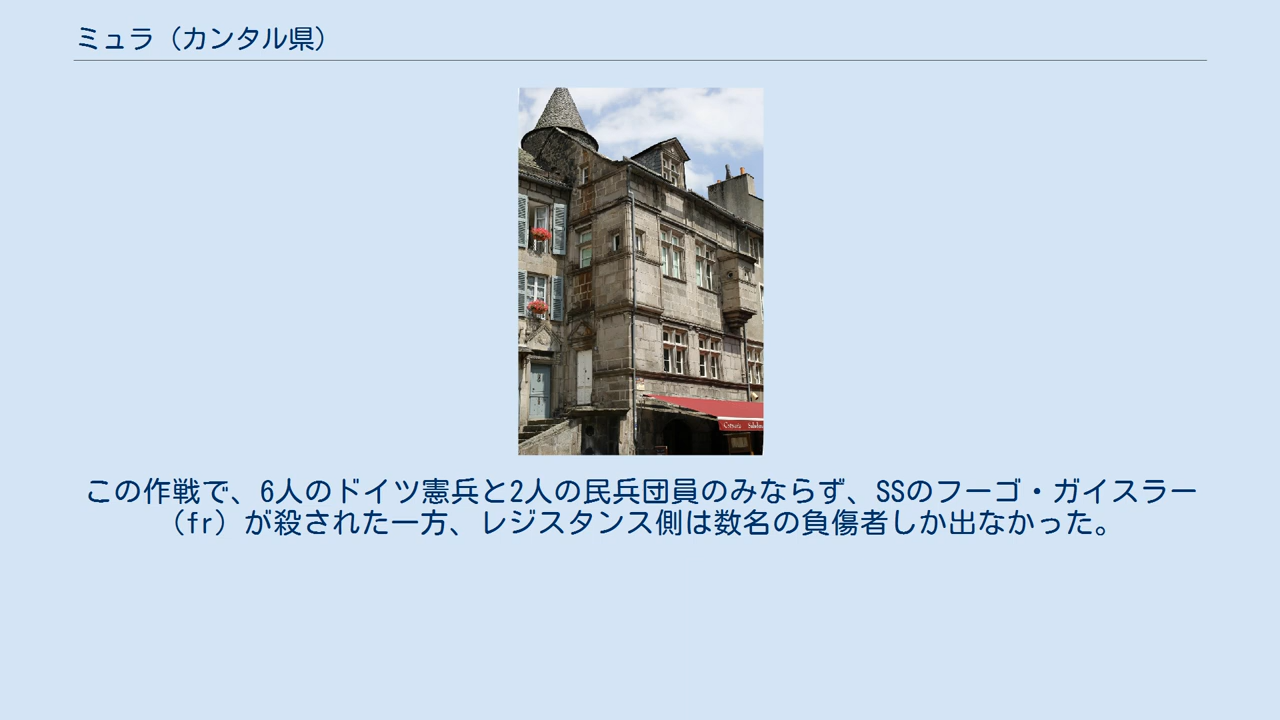 ミュラ（カンタル県）
この作戦で、6人のドイツ憲兵と2人の民兵団員のみならず、SSのフーゴ・ガイスラー
（fr）が殺された一方、レジスタンス側は数名の負傷者しか出なかった。